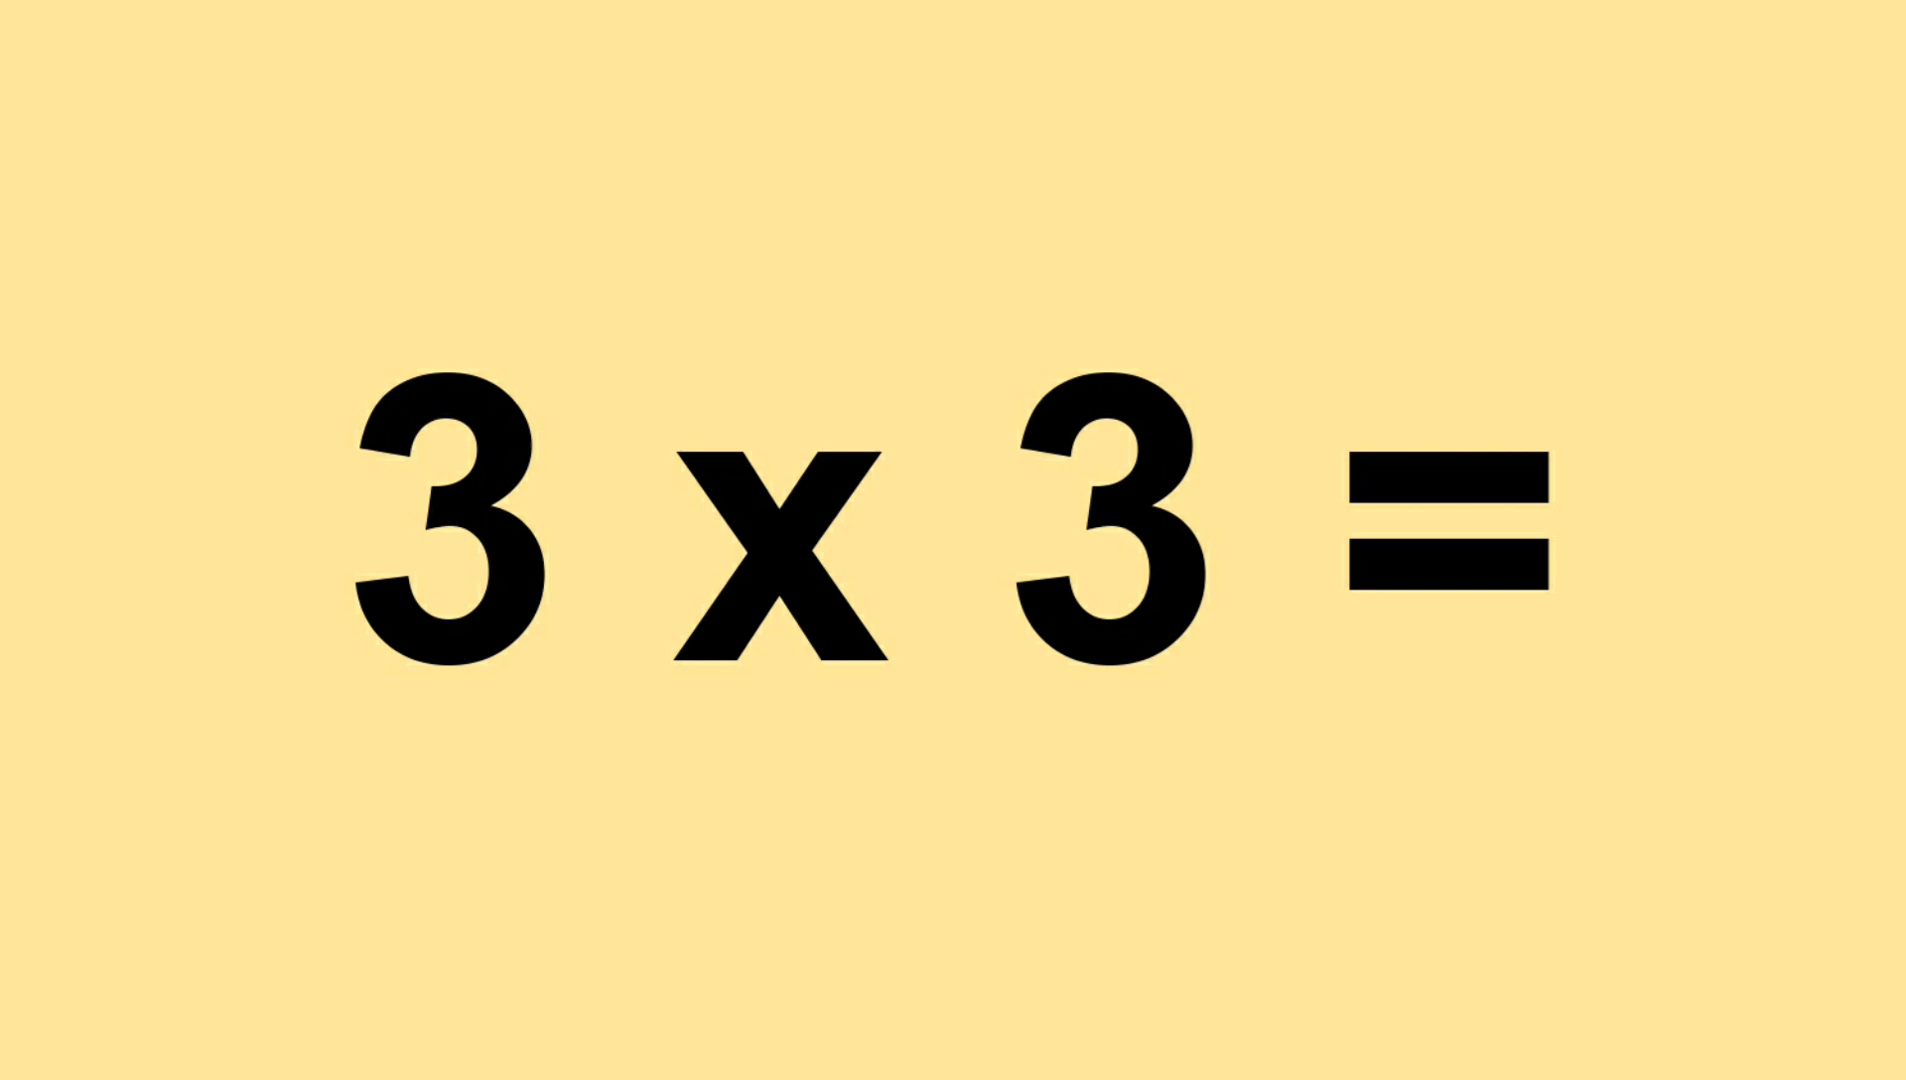 3 x 3 =